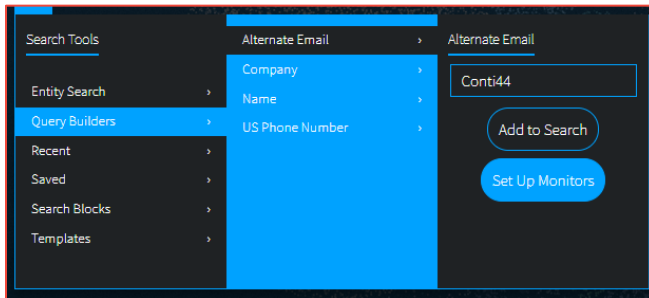 Search Tools
Entity Search
Query Builders
Recent
Saved
Search Blocks
Templates
Alternate Email
Company
Name
US Phone Number
Alternate Email
Conti44
Add to Search
Set Up Monitors